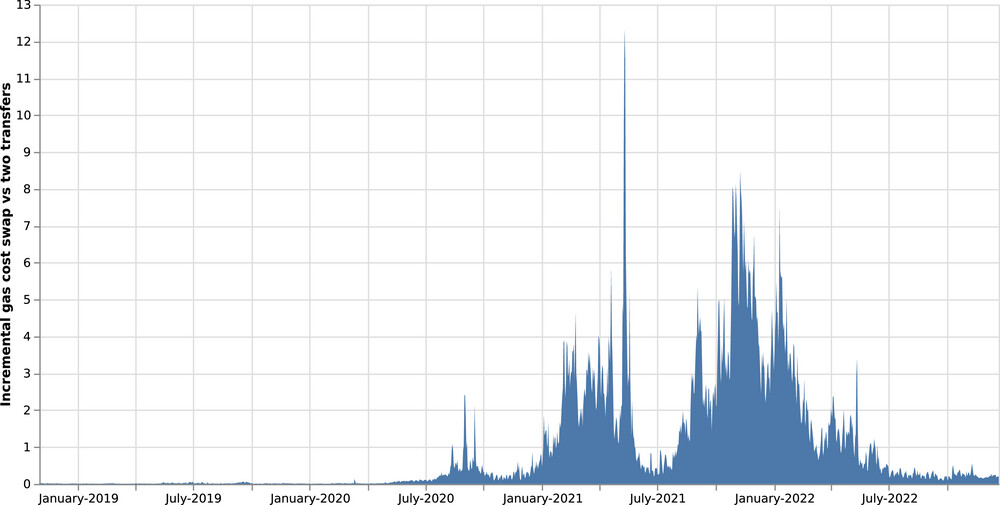 13
12
11
10
9
8
7
6
5
4
3
2
1
0
Incremental gas cost swap vs two transfers
January-2019
July-2019
January-2020
July-2020
January-2021
July-2021
January-2022
July-2022